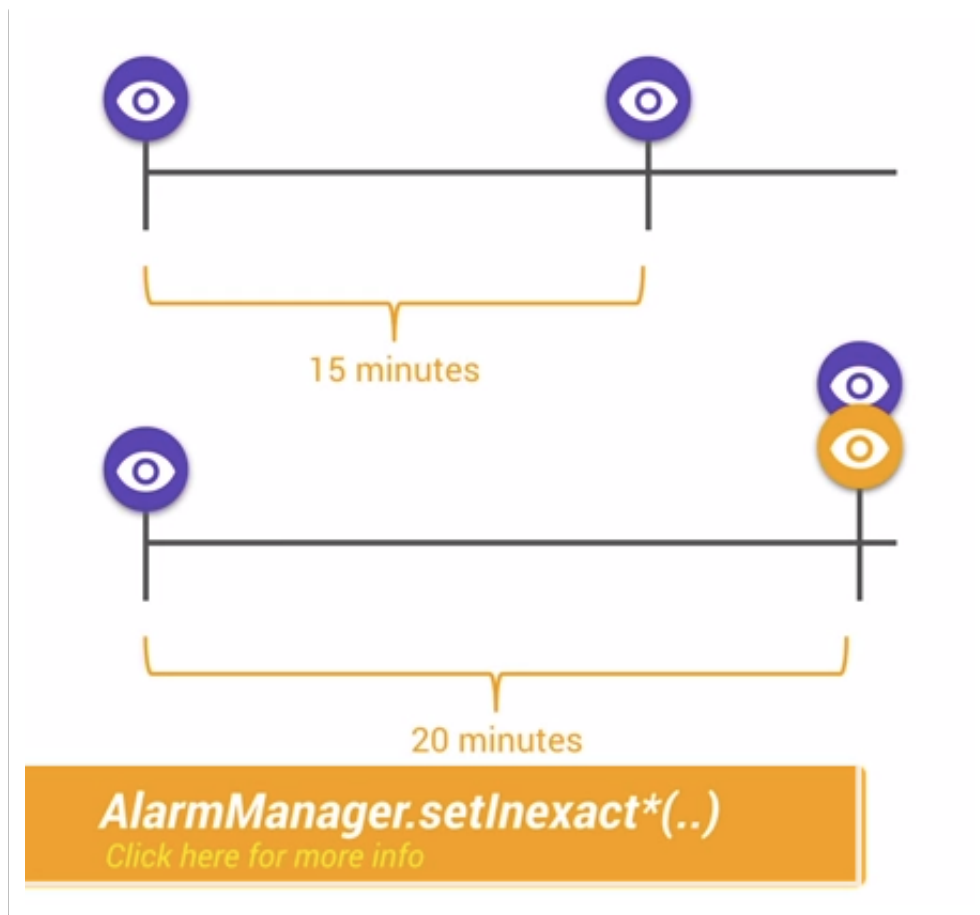 15 minutes
20 minutes
AlarmManager.setInexact*(..)
Click here for more info